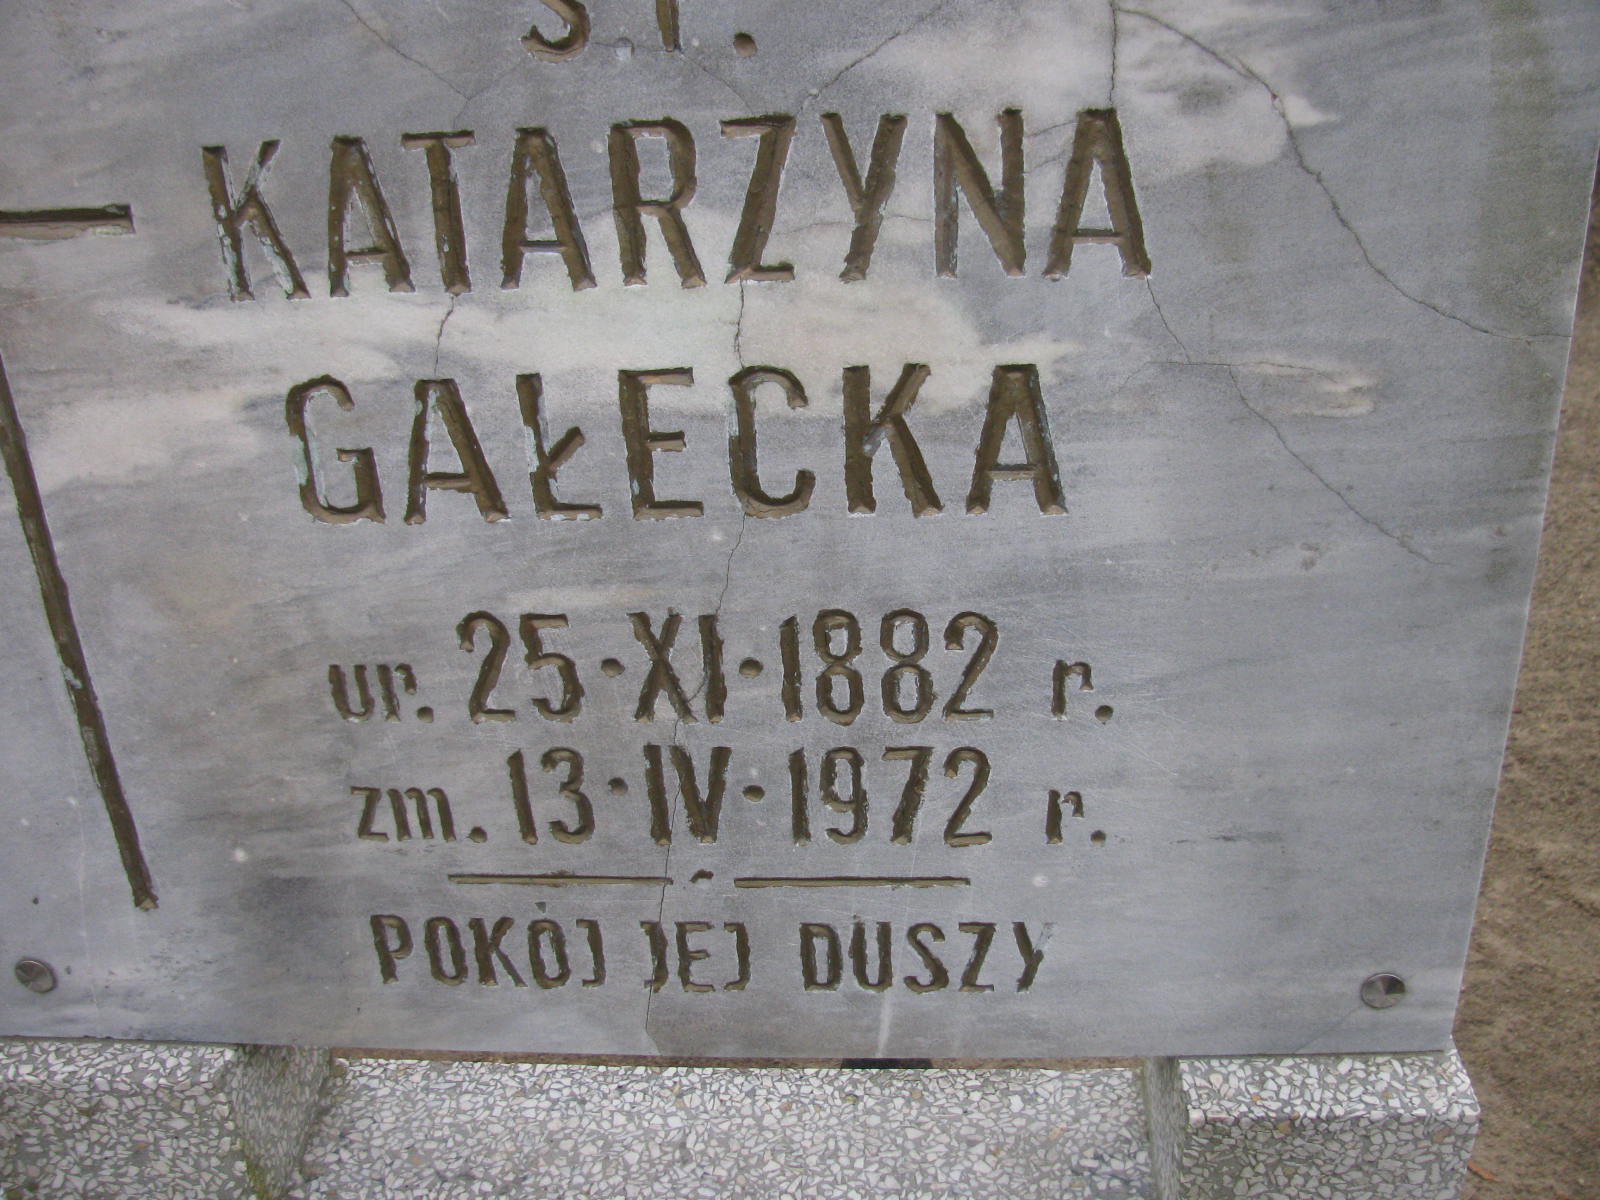 Ś.P.
KATARZYNA
GAŁECKA
ur. 25·XI·1882 r.
zm. 13·IV·1972 r.
POKÓJ JEJ DUSZY